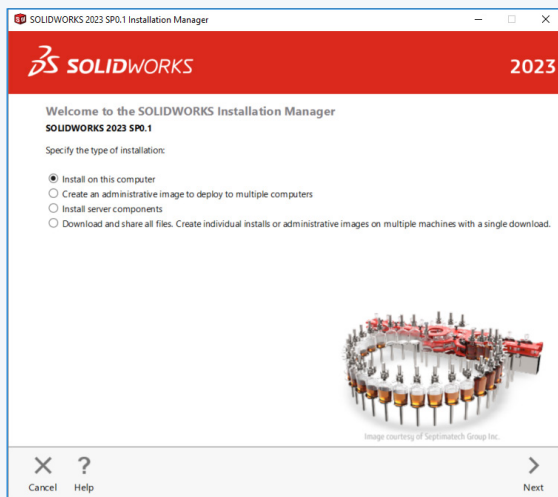 SOLIDWORKS 2023 SP0.1 Installation Manager
SOLIDWORKS
2023
Welcome to the SOLIDWORKS Installation Manager
SOLIDWORKS 2023 SP0.1
Specify the type of installation:
Install on this computer
Create an administrative image to deploy to multiple computers
Install server components
Download and share all files. Create individual installs or administrative images on multiple machines with a single download.
Image courtesy of Septimatech Group Inc.
Cancel
Help
Next